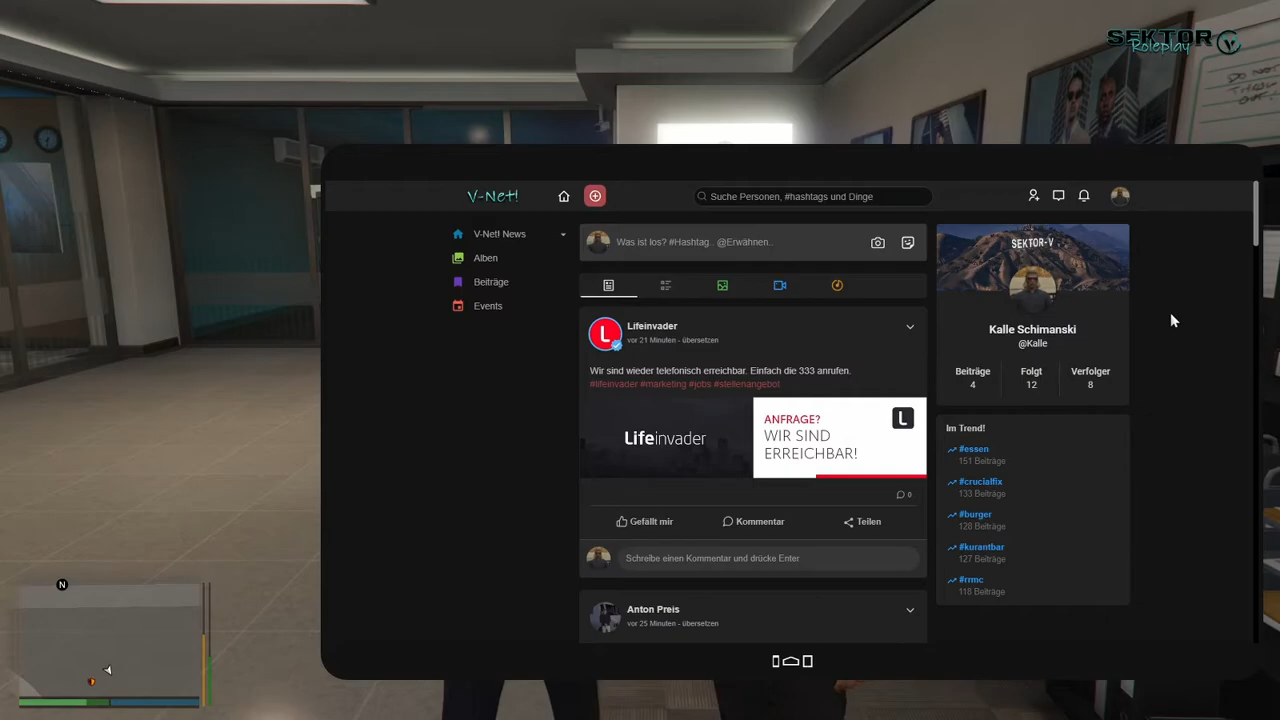 SEKTOR V
Roleplay
DO NOT
THROW
OUT!
V-Net!
Suche Personen, #hashtags und Dinge
V-Net! News
Alben
Beiträge
Events
Was ist los? #Hashtag.. @Erwähnen..
Lifeinvader
vor 21 Minuten - übersetzen
Wir sind wieder telefonisch erreichbar. Einfach die 333 anrufen.
#lifeinvader #marketing #jobs #stellenangebot
Lifeinvader
ANFRAGE?
WIR SIND
ERREICHBAR!
L
0
Gefällt mir
Kommentar
Teilen
Schreibe einen Kommentar und drücke Enter
Anton Preis
vor 25 Minuten - übersetzen
SEKTOR-V
Kalle Schimanski
@Kalle
Beiträge Folgt Verfolger
4 12 8
Im Trend!
#essen
151 Beiträge
#crucialfix
133 Beiträge
#burger
128 Beiträge
#kurantbar
127 Beiträge
#rrmc
118 Beiträge
N